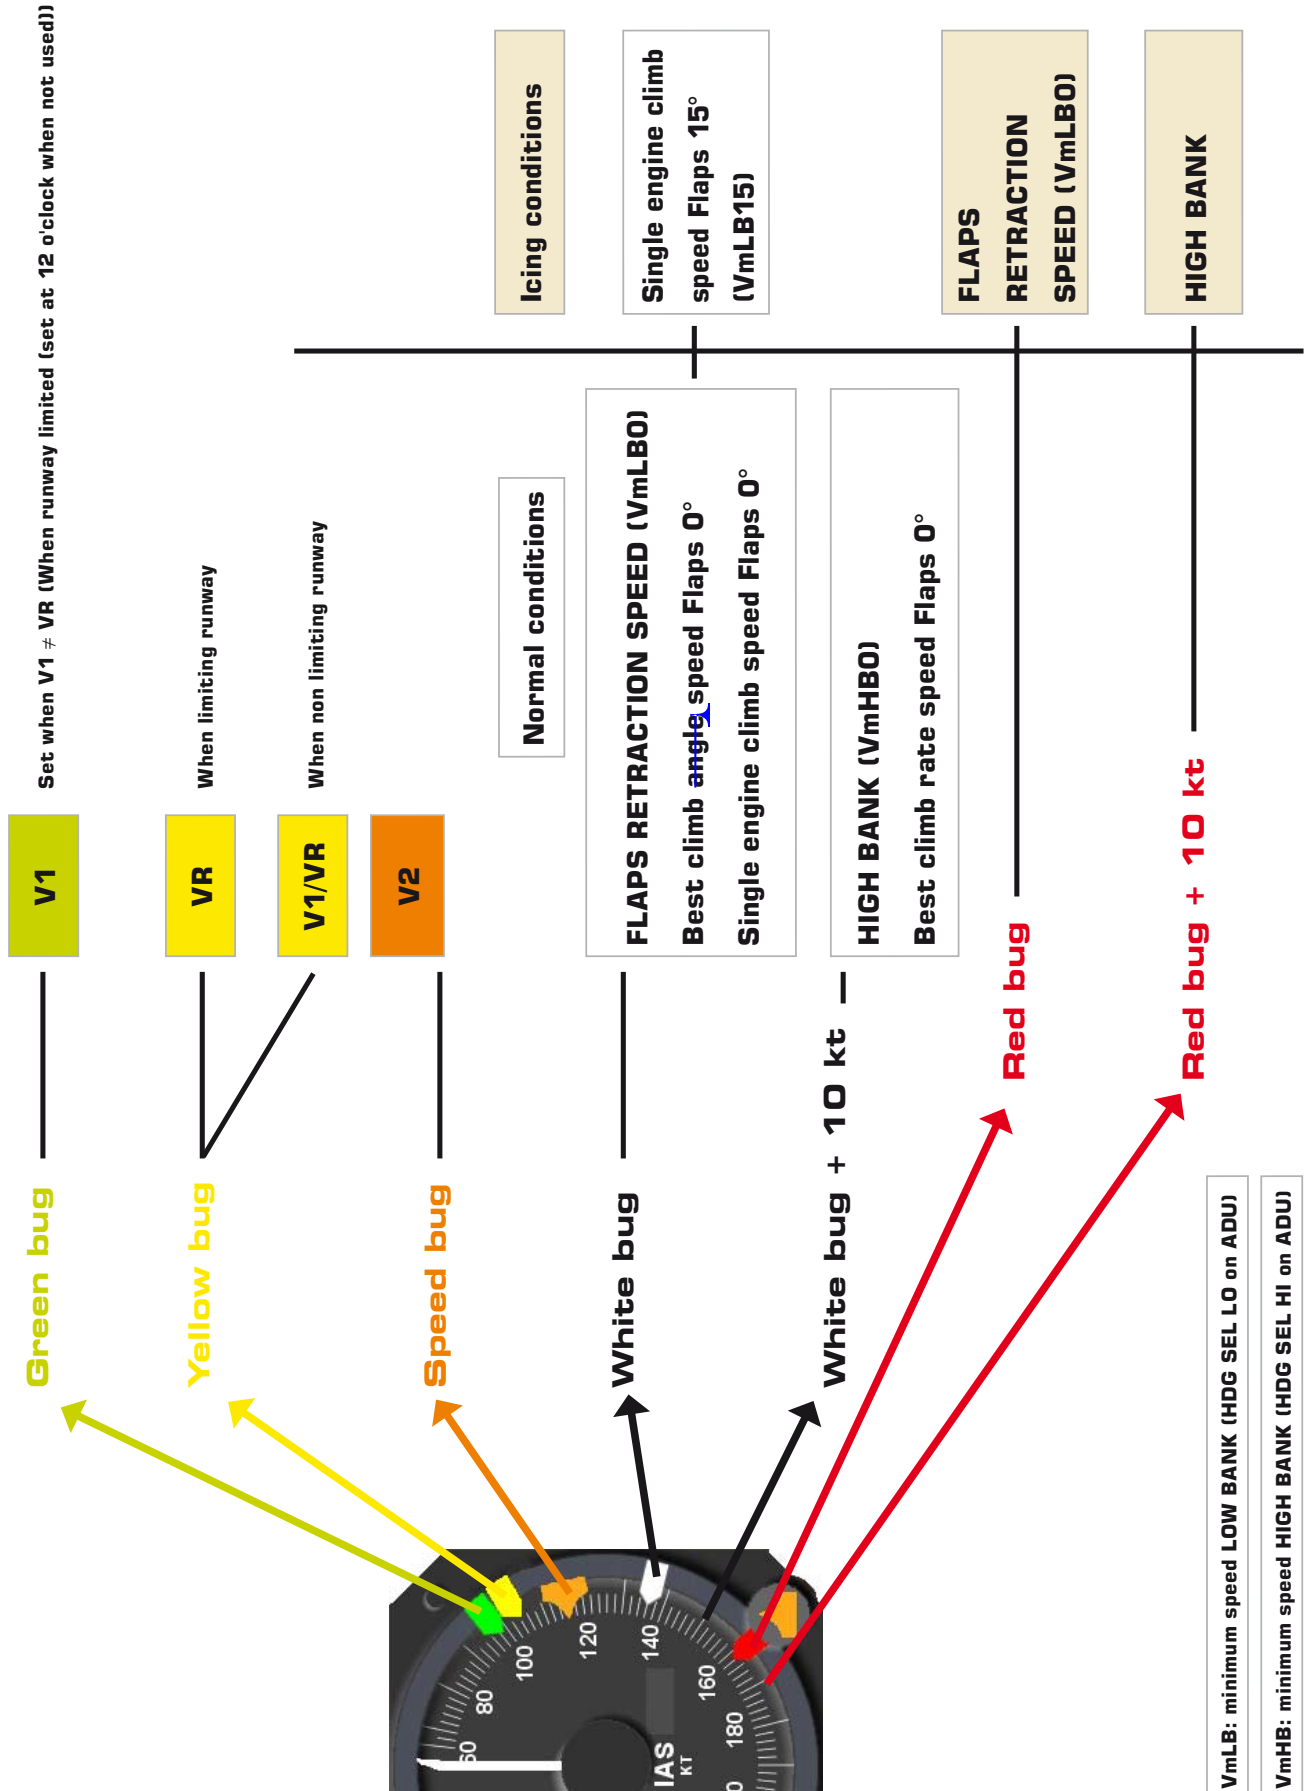 Green bug
V1
Set when V1 ≠ VR (When runway limited (set at 12 o'clock when not used))
Yellow bug
VR
When limiting runway
V1/VR
When non limiting runway
Speed bug
V2
Normal conditions
Icing conditions
White bug
FLAPS RETRACTION SPEED (VmLB0)
Best climb angle speed Flaps 0°
Single engine climb speed Flaps 0°
Single engine climb
speed Flaps 15°
(VmLB15)
White bug + 10 kt
HIGH BANK (VmHB0)
Best climb rate speed Flaps 0°
Red bug
FLAPS
RETRACTION
SPEED (VmLB0)
Red bug + 10 kt
HIGH BANK
60
80
100
120
140
160
180
IAS
KT
VmLB: minimum speed LOW BANK (HDG SEL LO on ADU)
VmHB: minimum speed HIGH BANK (HDG SEL HI on ADU)